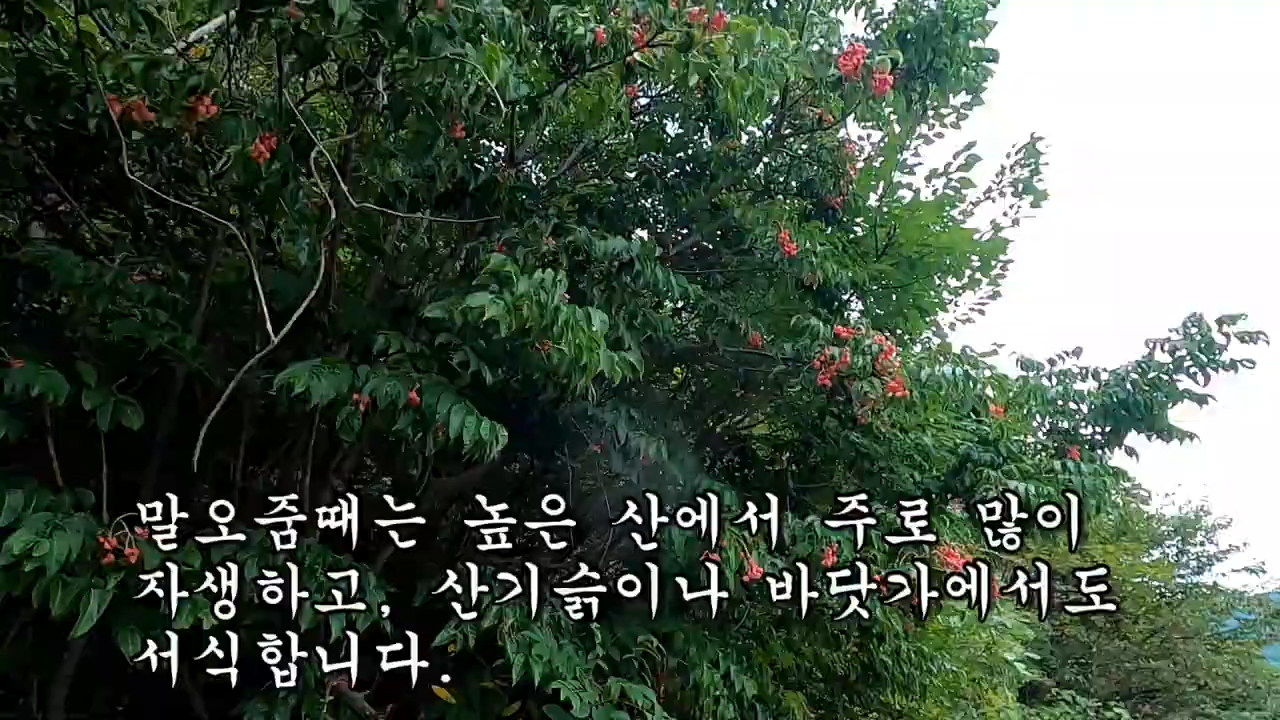 말오줌때는 높은 산에서 주로 많이
자생하고, 산기슭이나 바닷가에서도
서식합니다.